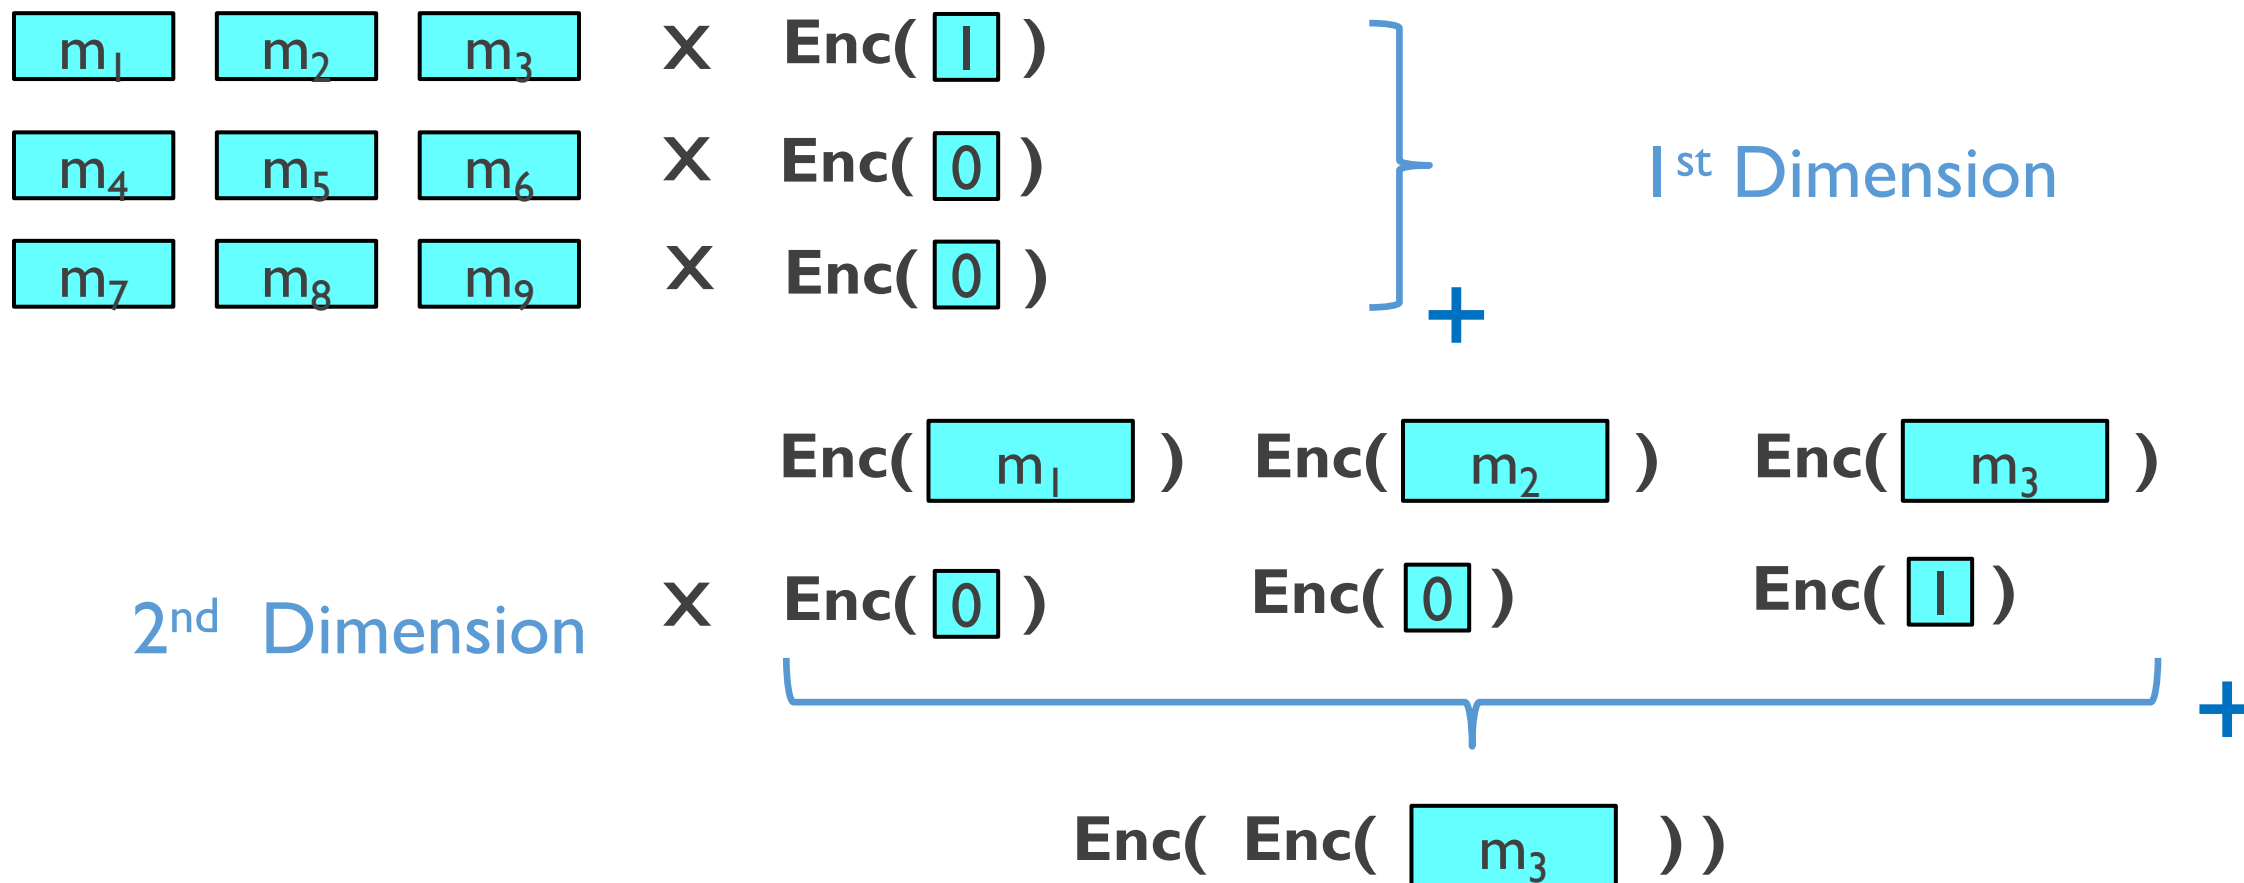 m₁ m₂ m₃ x Enc( 1 )
m₄ m₅ m₆ x Enc( 0 )
1st Dimension
m₇ m₈ m₉ x Enc( 0 )
+
Enc( m₁ ) Enc( m₂ ) Enc( m₃ )
2nd Dimension x Enc( 0 ) Enc( 0 ) Enc( 1 )
+
Enc( Enc( m₃ ) )